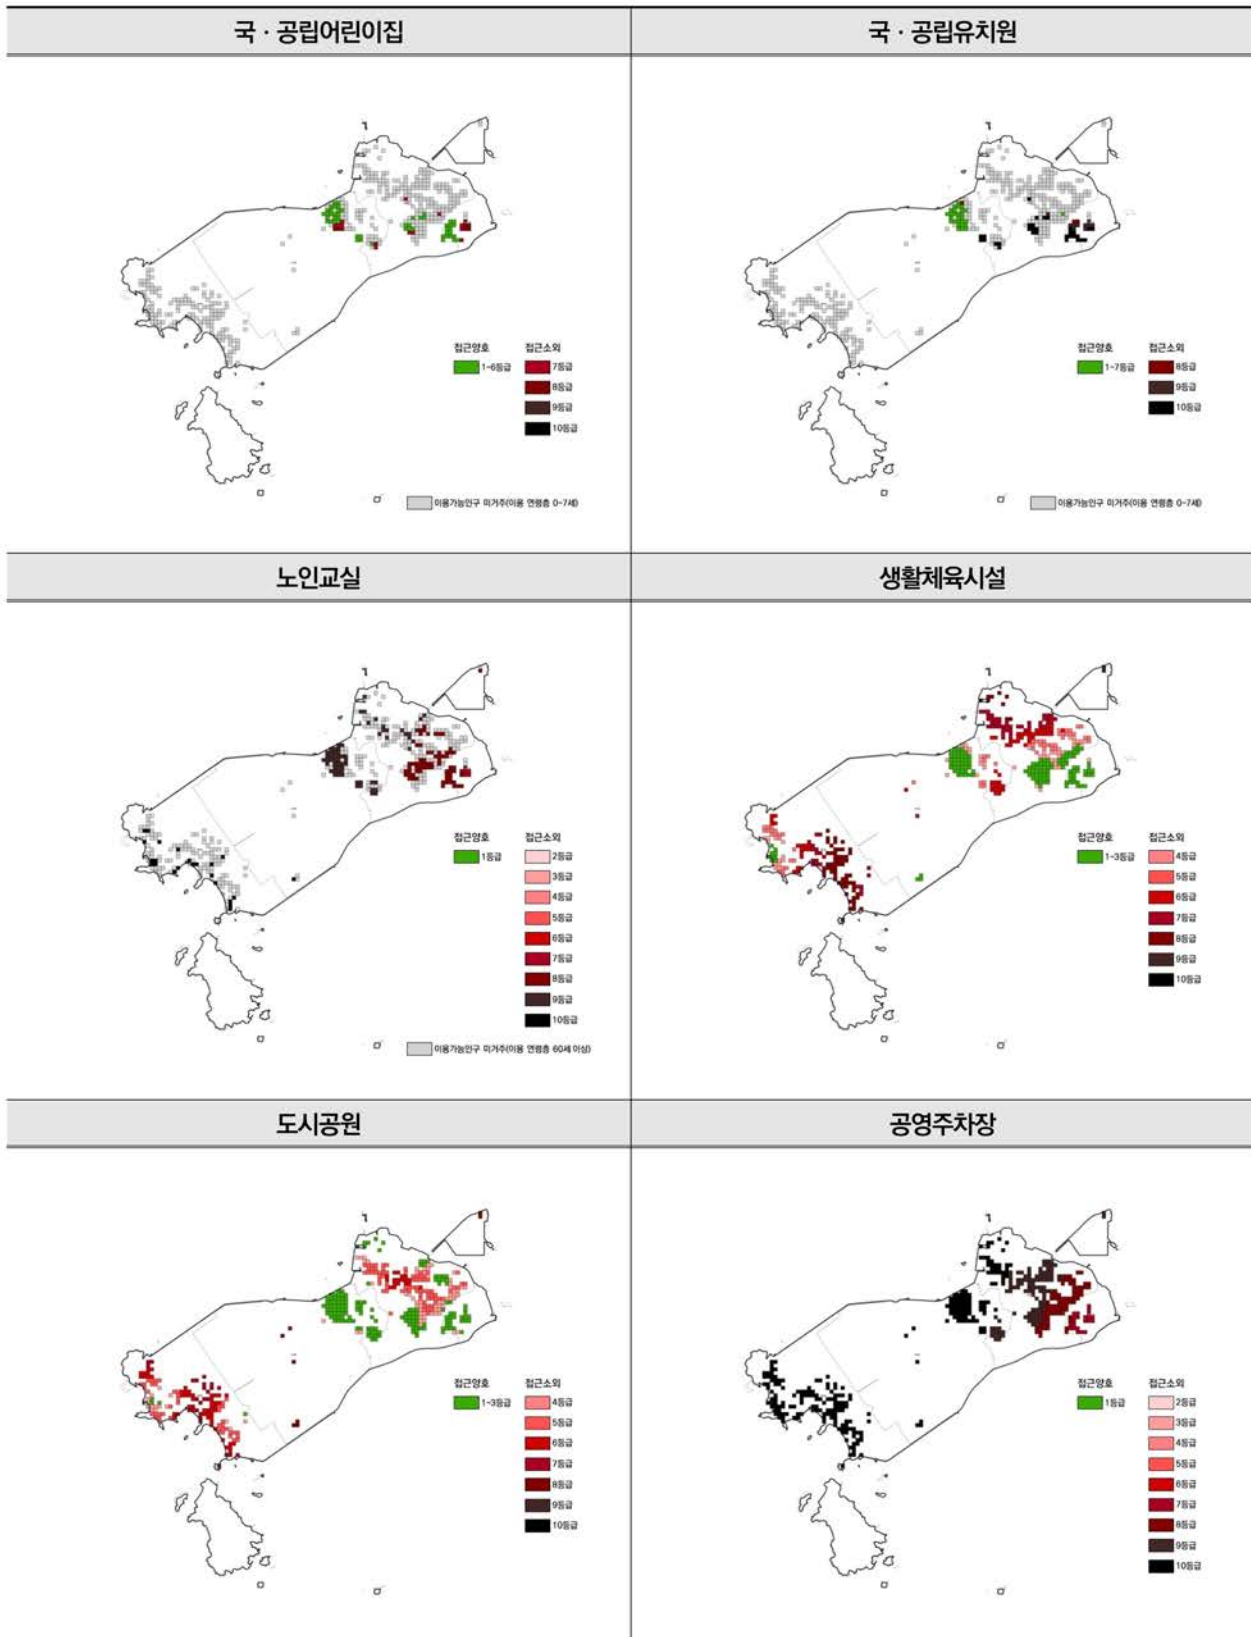 국 · 공립어린이집
국 · 공립유치원
접근양호
접근소외
1-6등급
7등급
8등급
9등급
10등급
이용가능인구 미거주(이용 연령층 0-7세)
접근양호
접근소외
1-7등급
8등급
9등급
10등급
이용가능인구 미거주(이용 연령층 0-7세)
노인교실
생활체육시설
접근양호
접근소외
1등급
2등급
3등급
4등급
5등급
6등급
7등급
8등급
9등급
10등급
이용가능인구 미거주(이용 연령층 60세 이상)
접근양호
접근소외
1-3등급
4등급
5등급
6등급
7등급
8등급
9등급
10등급
도시공원
공영주차장
접근양호
접근소외
1-3등급
4등급
5등급
6등급
7등급
8등급
9등급
10등급
접근양호
접근소외
1등급
2등급
3등급
4등급
5등급
6등급
7등급
8등급
9등급
10등급